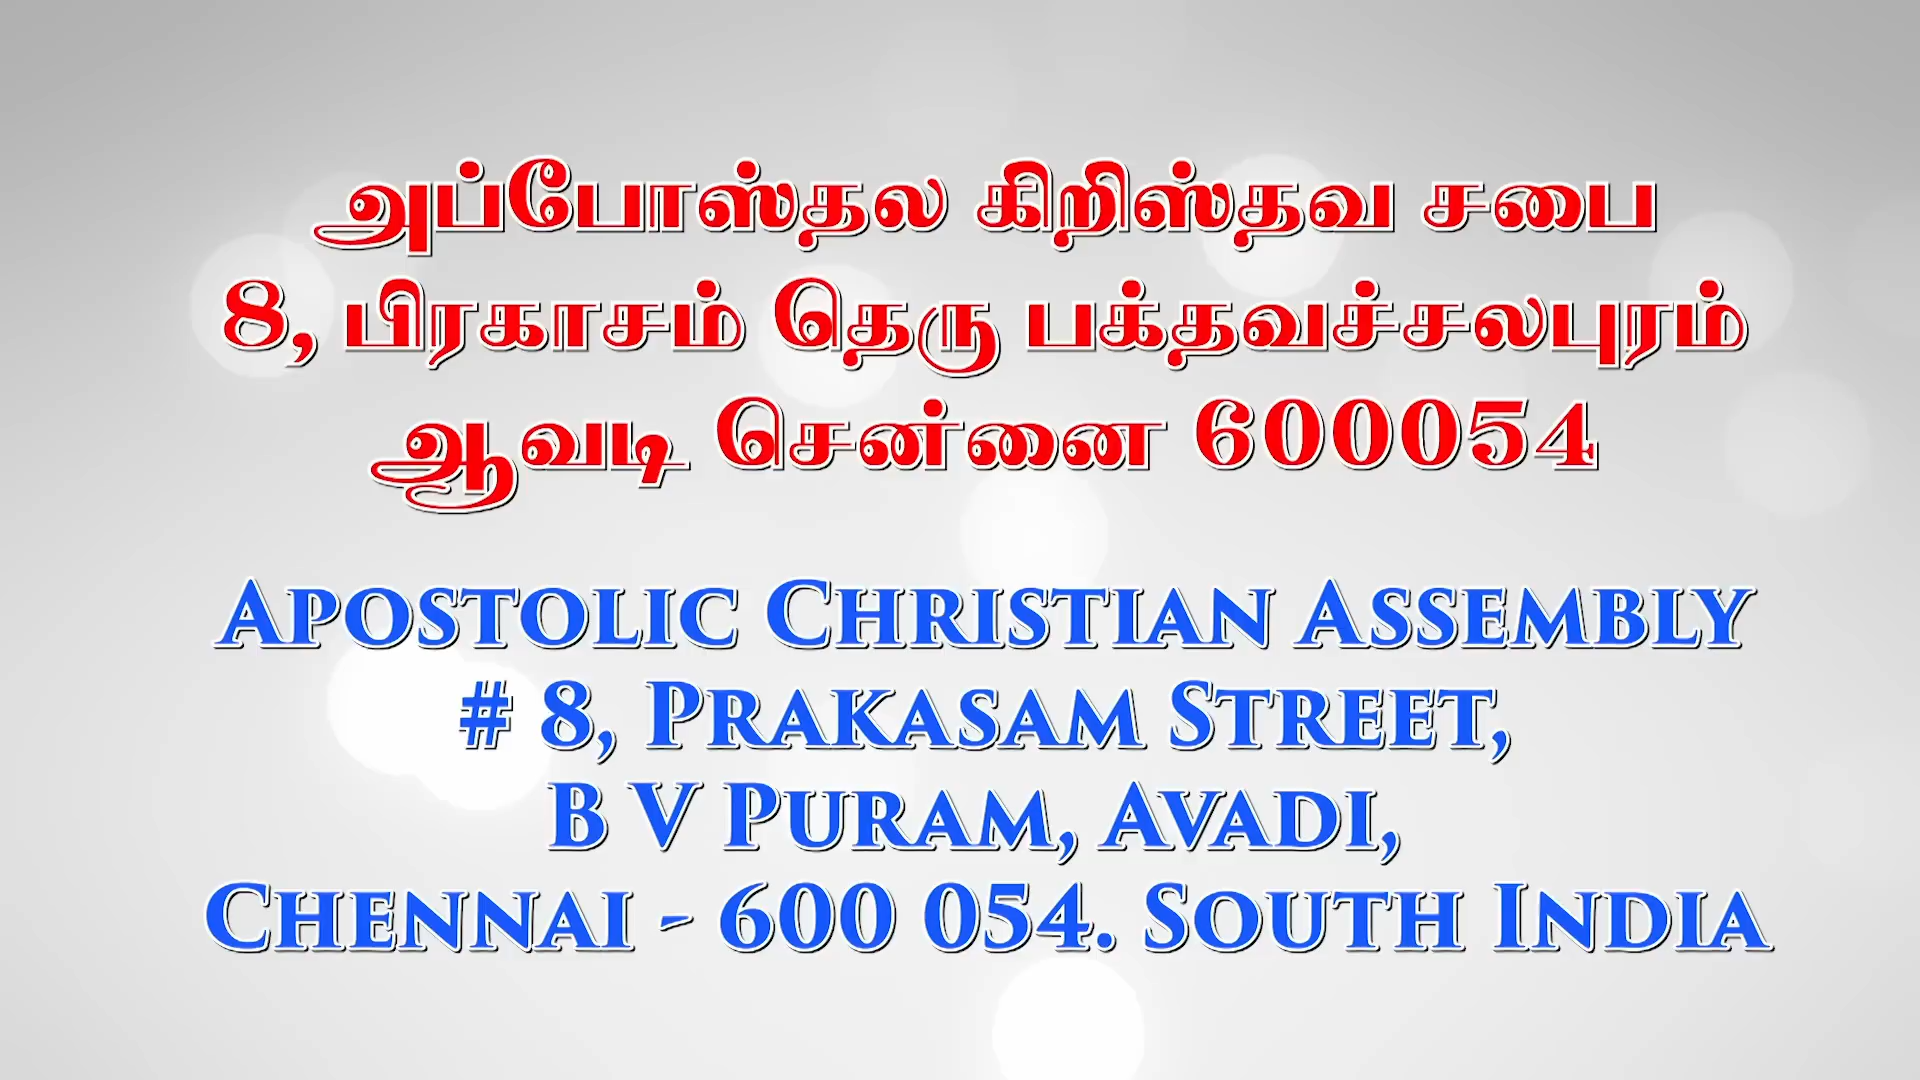 அப்போஸ்தல கிறிஸ்தவ சபை
8, பிரகாசம் தெரு பக்தவச்சலபுரம்
ஆவடி சென்னை 600054
Apostolic Christian Assembly
# 8, Prakasam Street,
B V Puram, Avadi,
Chennai - 600 054. South India